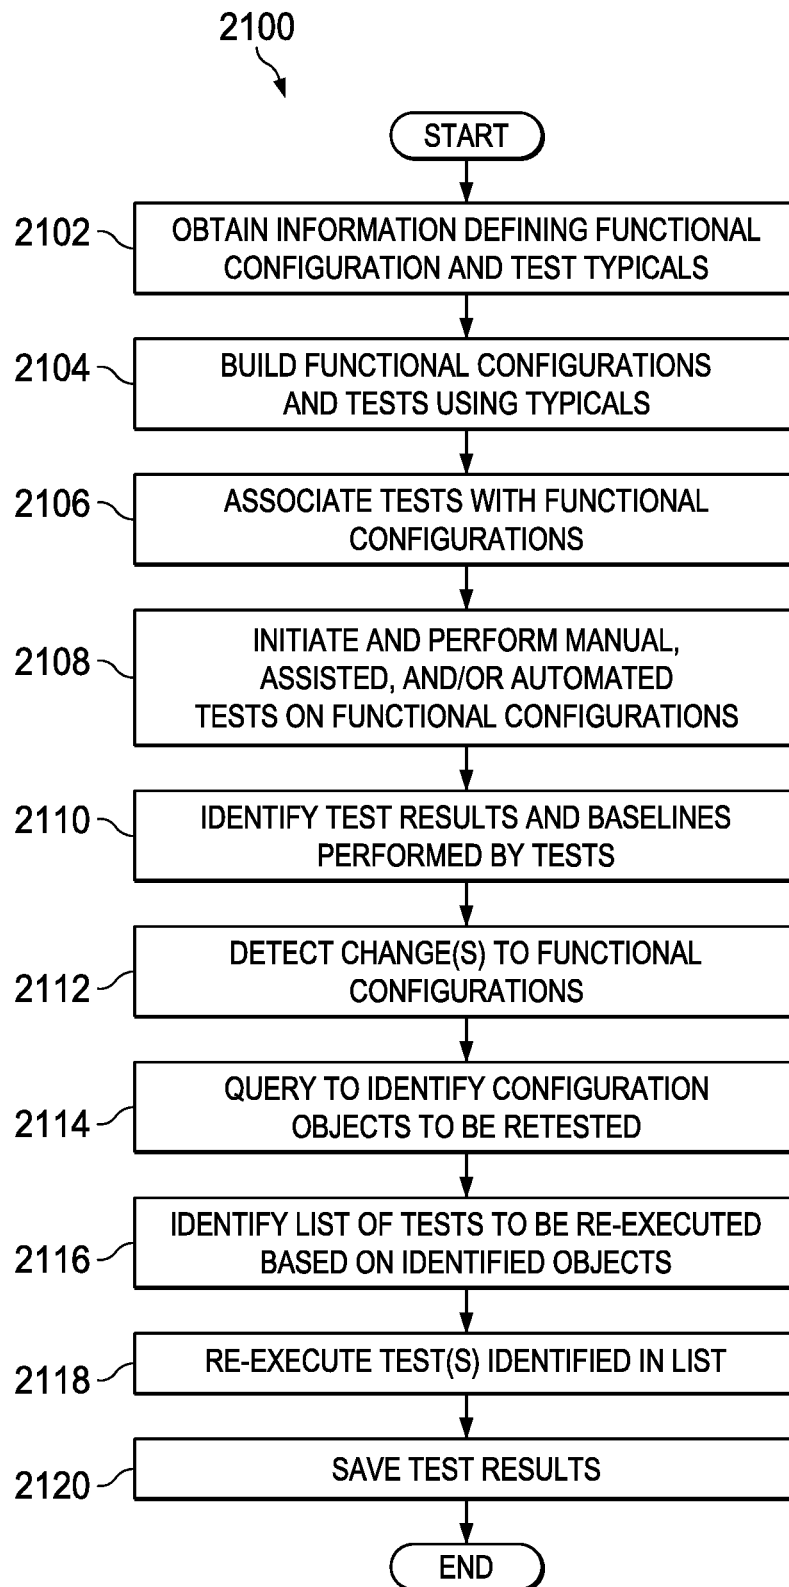 2100
START
2102
OBTAIN INFORMATION DEFINING FUNCTIONAL
CONFIGURATION AND TEST TYPICALS
2104
BUILD FUNCTIONAL CONFIGURATIONS
AND TESTS USING TYPICALS
2106
ASSOCIATE TESTS WITH FUNCTIONAL
CONFIGURATIONS
2108
INITIATE AND PERFORM MANUAL,
ASSISTED, AND/OR AUTOMATED
TESTS ON FUNCTIONAL CONFIGURATIONS
2110
IDENTIFY TEST RESULTS AND BASELINES
PERFORMED BY TESTS
2112
DETECT CHANGE(S) TO FUNCTIONAL
CONFIGURATIONS
2114
QUERY TO IDENTIFY CONFIGURATION
OBJECTS TO BE RETESTED
2116
IDENTIFY LIST OF TESTS TO BE RE-EXECUTED
BASED ON IDENTIFIED OBJECTS
2118
RE-EXECUTE TEST(S) IDENTIFIED IN LIST
2120
SAVE TEST RESULTS
END